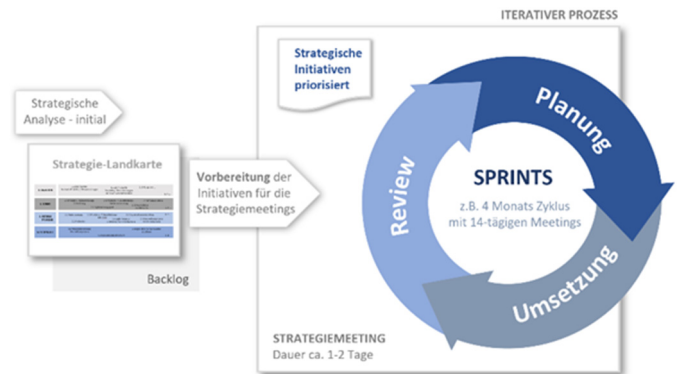 ITERATIVER PROZESS
Strategische
Initiativen
priorisiert
Strategische
Analyse - initial
Strategie-Landkarte
Vorbereitung der
Initiativen für die
Strategiemeetings
Backlog
Planung
Umsetzung
Review
SPRINTS
z.B. 4 Monats Zyklus
mit 14-tägigen Meetings
STRATEGIEMEETING
Dauer ca. 1-2 Tage